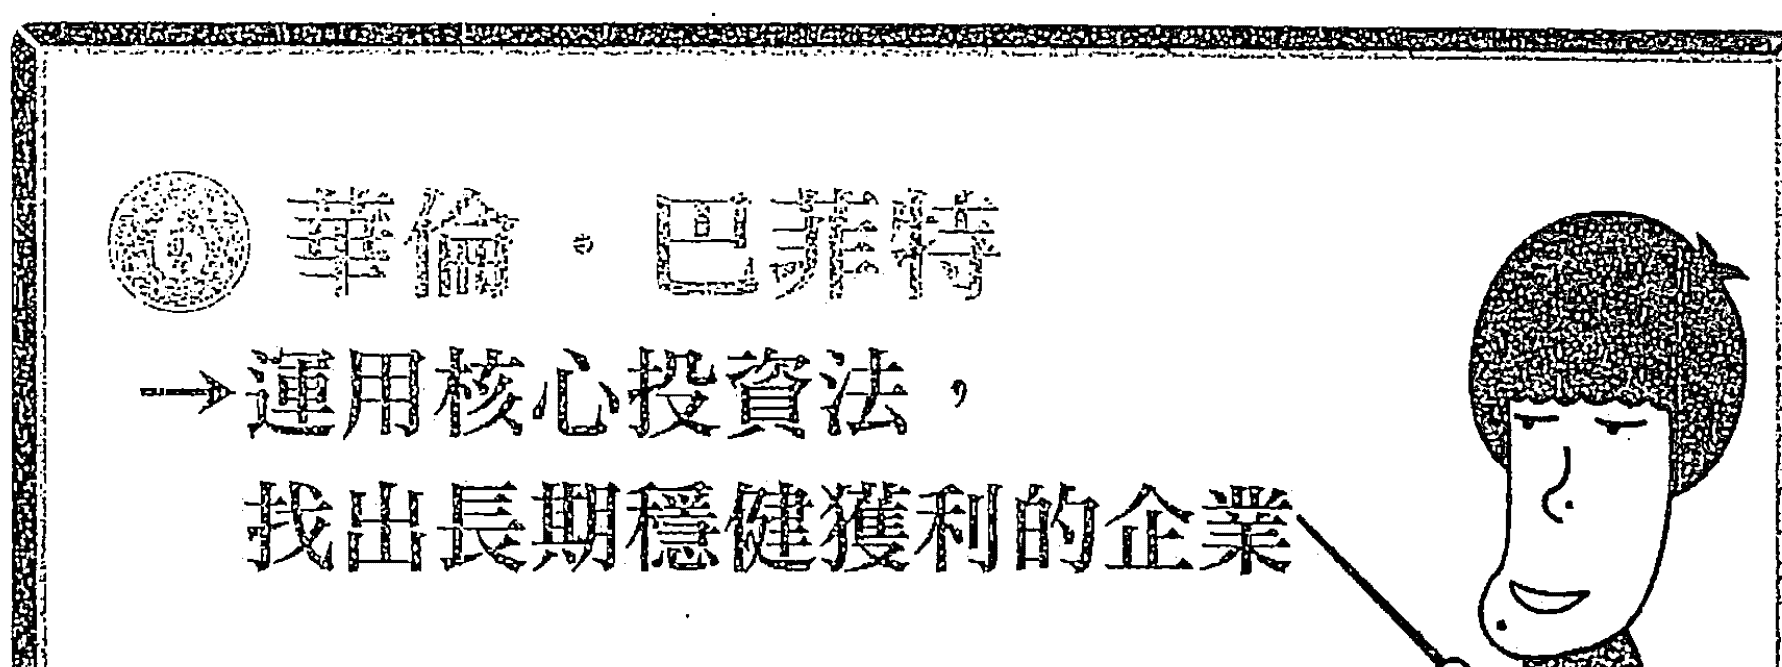 6 華倫・巴菲特
→運用核心投資法，
找出長期穩健獲利的企業